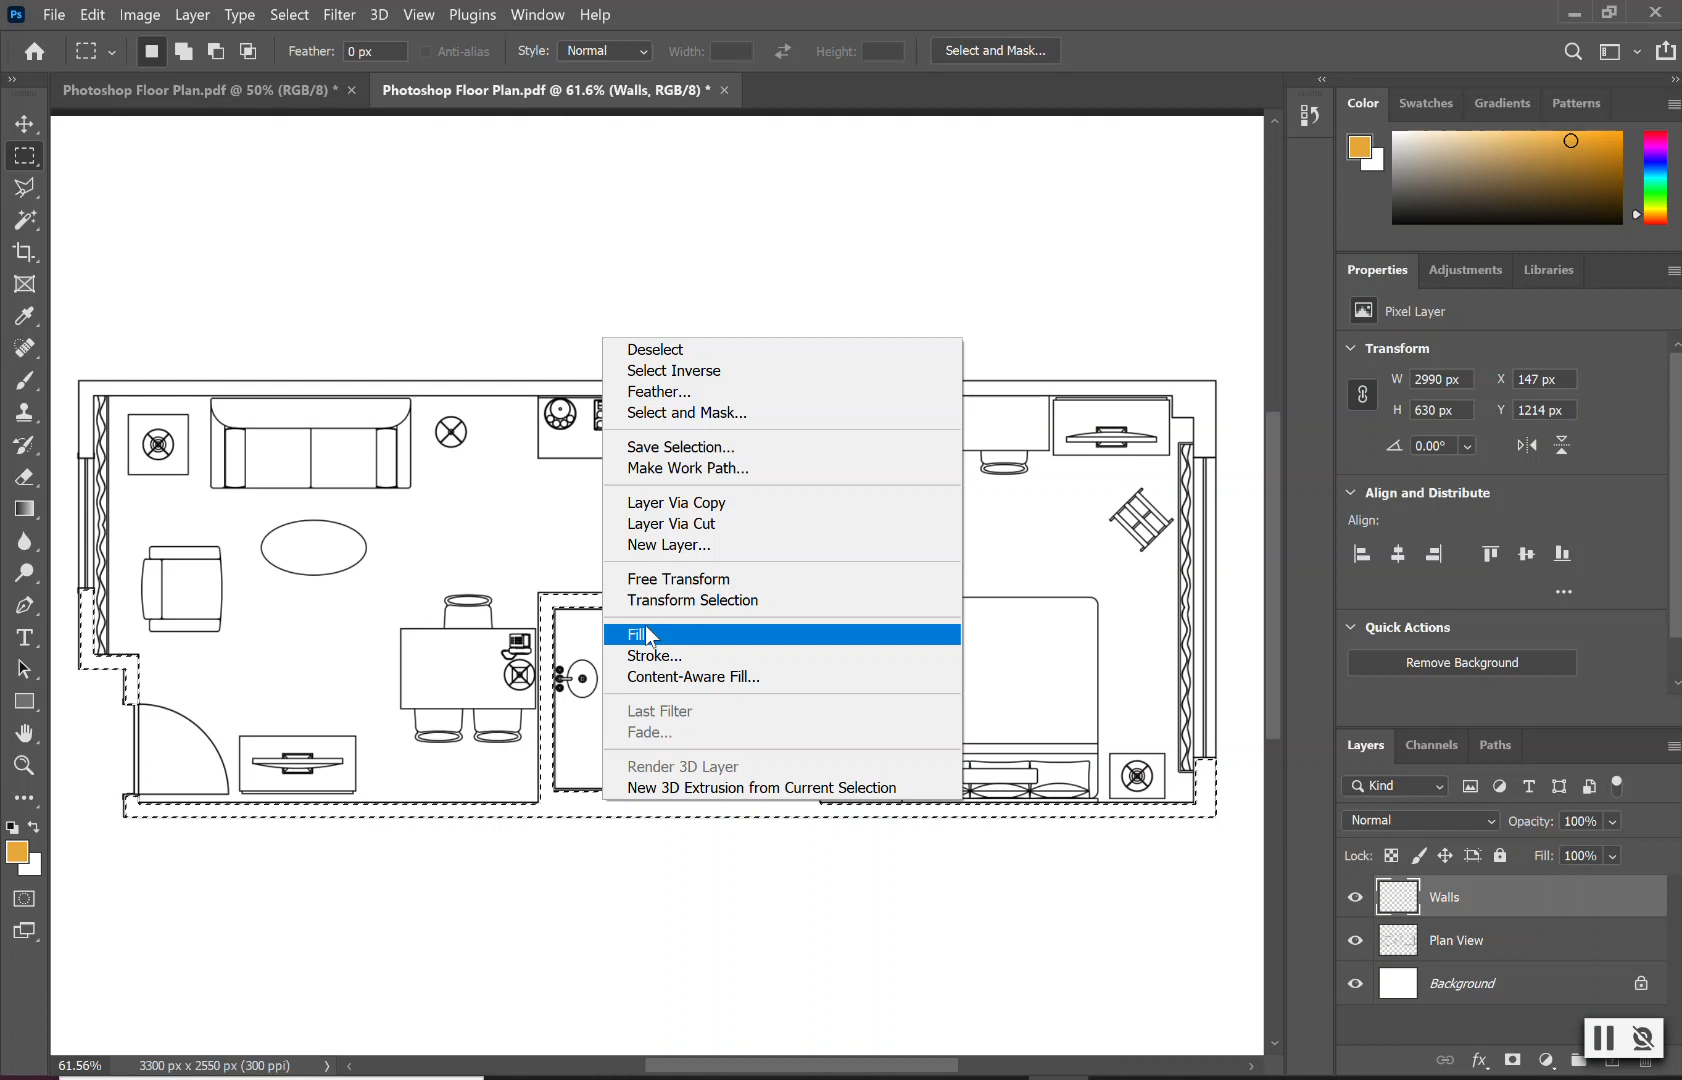 Ps File Edit Image Layer Type Select Filter 3D View Plugins Window Help
Feather: 0 px Anti-alias Style: Normal Width: Height: Select and Mask...
Photoshop Floor Plan.pdf @ 50% (RGB/8) * × Photoshop Floor Plan.pdf @ 61.6% (Walls, RGB/8) * ×
Color Swatches Gradients Patterns
Properties Adjustments Libraries
Pixel Layer
Transform
W 2990 px X 147 px
H 630 px Y 1214 px
0.00°
Align and Distribute
Align:
Quick Actions
Remove Background
Layers Channels Paths
Kind
Normal Opacity: 100%
Lock: Fill: 100%
Walls
Plan View
Background
Deselect
Select Inverse
Feather...
Select and Mask...
Save Selection...
Make Work Path...
Layer Via Copy
Layer Via Cut
New Layer...
Free Transform
Transform Selection
Fill
Stroke...
Content-Aware Fill...
Last Filter
Fade...
Render 3D Layer
New 3D Extrusion from Current Selection
61.56% 3300 px x 2550 px (300 ppi)